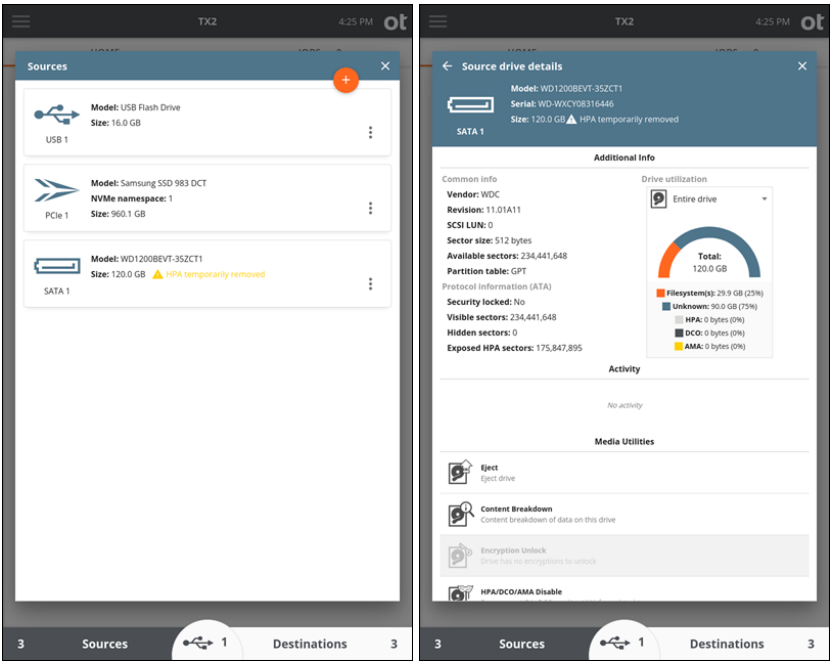 TX2
4:25 PM
ot
Sources
+
Model: USB Flash Drive
Size: 16.0 GB
USB 1
Model: Samsung SSD 983 DCT
NVMe namespace: 1
Size: 960.1 GB
PCIe 1
Model: WD1200BEVT-35ZCT1
Size: 120.0 GB HPA temporarily removed
SATA 1
3 Sources 1 Destinations 3
TX2
4:25 PM
ot
Source drive details
Model: WD1200BEVT-35ZCT1
Serial: WD-WXCY08316446
Size: 120.0 GB HPA temporarily removed
SATA 1
Additional Info
Common info
Vendor: WDC
Revision: 11.01A11
SCSI LUN: 0
Sector size: 512 bytes
Available sectors: 234,441,648
Partition table: GPT
Protocol information (ATA)
Security locked: No
Visible sectors: 234,441,648
Hidden sectors: 0
Exposed HPA sectors: 175,847,895
Drive utilization
Entire drive
Total:
120.0 GB
Filesystem(s): 29.9 GB (25%)
Unknown: 90.0 GB (75%)
HPA: 0 bytes (0%)
DCO: 0 bytes (0%)
AMA: 0 bytes (0%)
Activity
No activity
Media Utilities
Eject
Eject drive
Content Breakdown
Content breakdown of data on this drive
Encryption Unlock
Drive has no encryptions to unlock
HPA/DCO/AMA Disable
3 Sources 1 Destinations 3